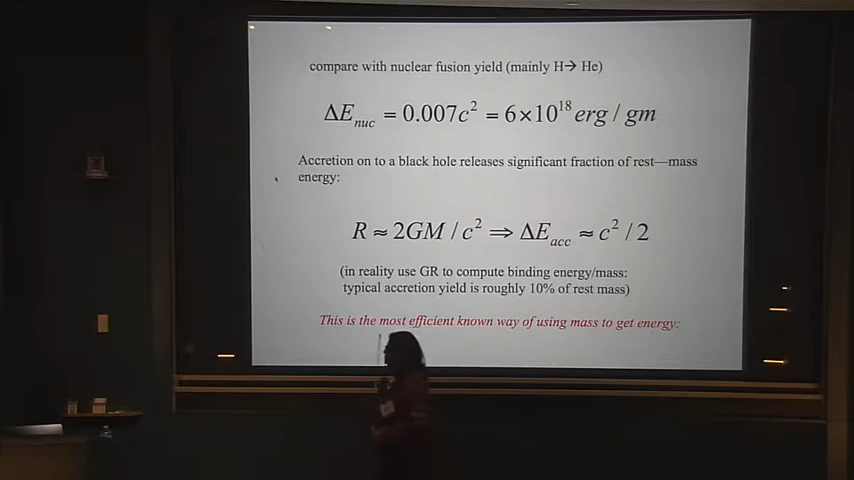 compare with nuclear fusion yield (mainly H→ He)
ΔE_nuc = 0.007c² = 6×10¹⁸ erg / gm
Accretion on to a black hole releases significant fraction of rest—mass
energy:
R ≈ 2GM / c² ⇒ ΔE_acc ≈ c² / 2
(in reality use GR to compute binding energy/mass:
typical accretion yield is roughly 10% of rest mass)
This is the most efficient known way of using mass to get energy: